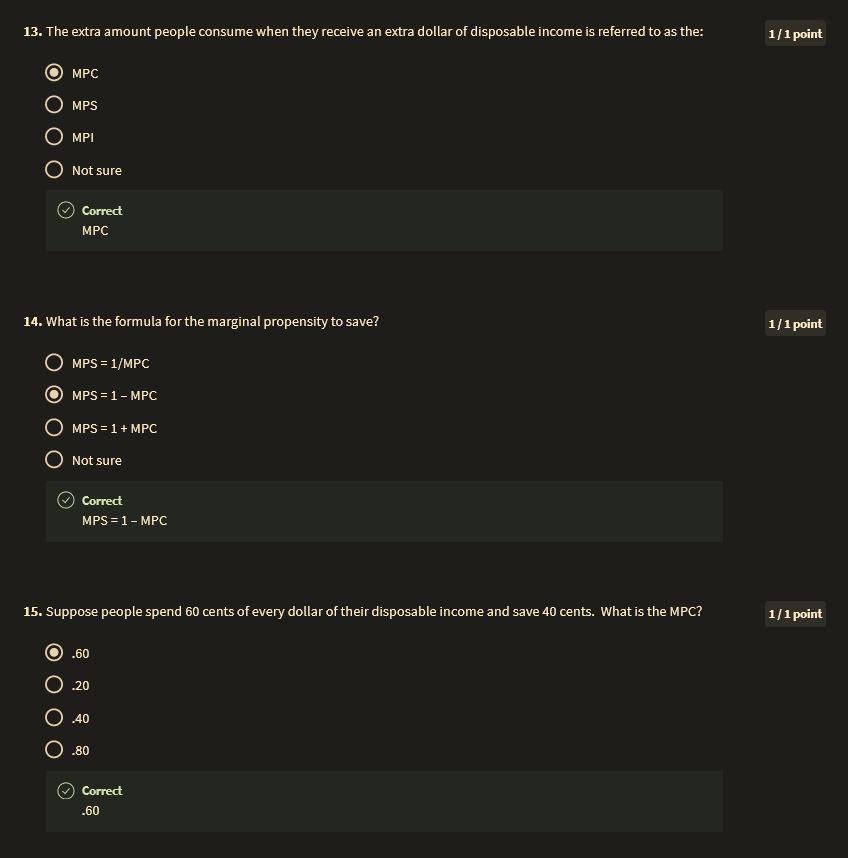 13. The extra amount people consume when they receive an extra dollar of disposable income is referred to as the:
1 / 1 point
MPC
MPS
MPI
Not sure
Correct
MPC
14. What is the formula for the marginal propensity to save?
1 / 1 point
MPS = 1/MPC
MPS = 1 – MPC
MPS = 1 + MPC
Not sure
Correct
MPS = 1 – MPC
15. Suppose people spend 60 cents of every dollar of their disposable income and save 40 cents.  What is the MPC?
1 / 1 point
.60
.20
.40
.80
Correct
.60